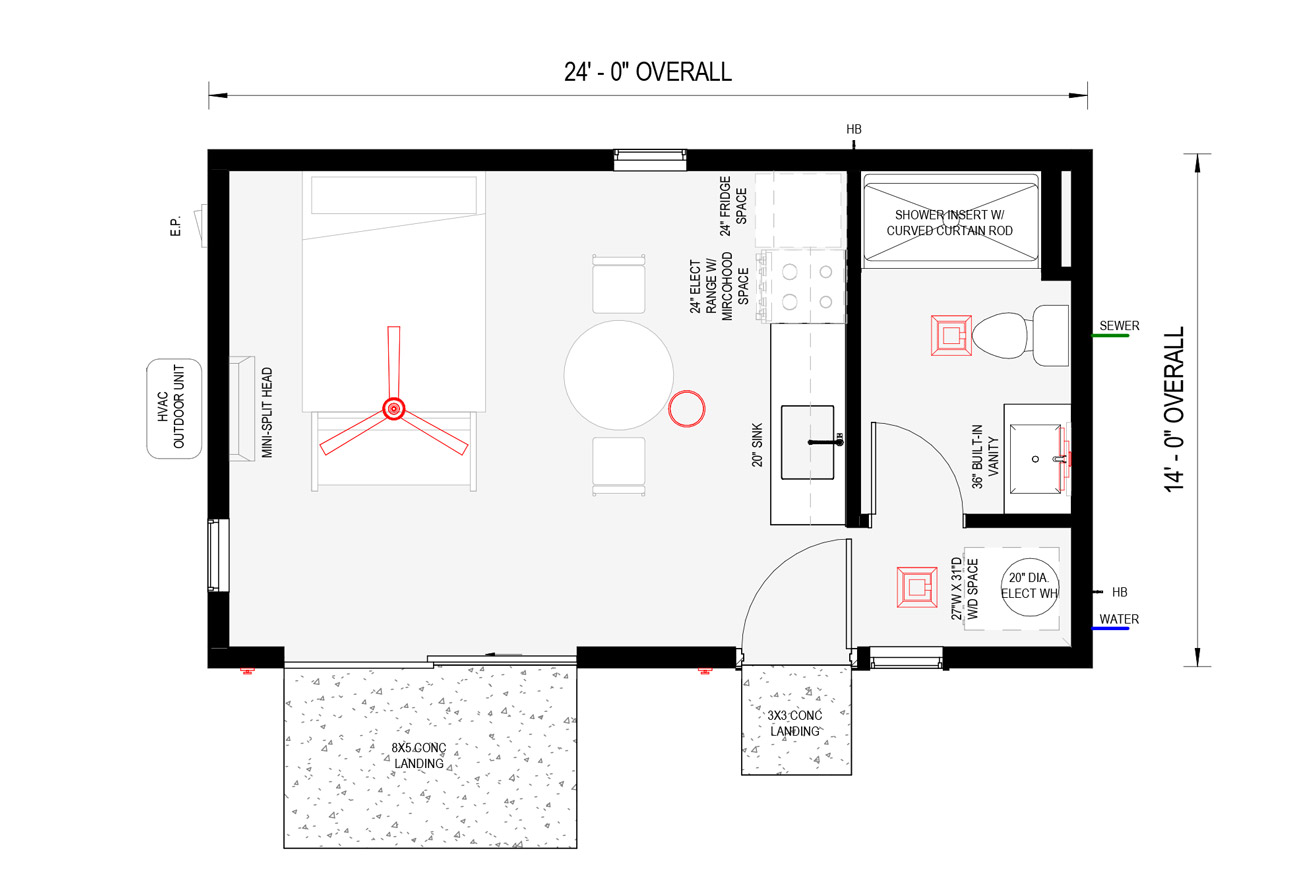 24' - 0" OVERALL
HB
E.P.
24" FRIDGE
SPACE
SHOWER INSERT W/
CURVED CURTAIN ROD
24" ELECT
RANGE W/
MIRCOHOOD
SPACE
SEWER
14' - 0" OVERALL
HVAC
OUTDOOR UNIT
MINI-SPLIT HEAD
20" SINK
36" BUILT-IN
VANITY
27"W X 31"D
W/D SPACE
20" DIA.
ELECT WH
HB
WATER
3X3 CONC
LANDING
8X5 CONC
LANDING